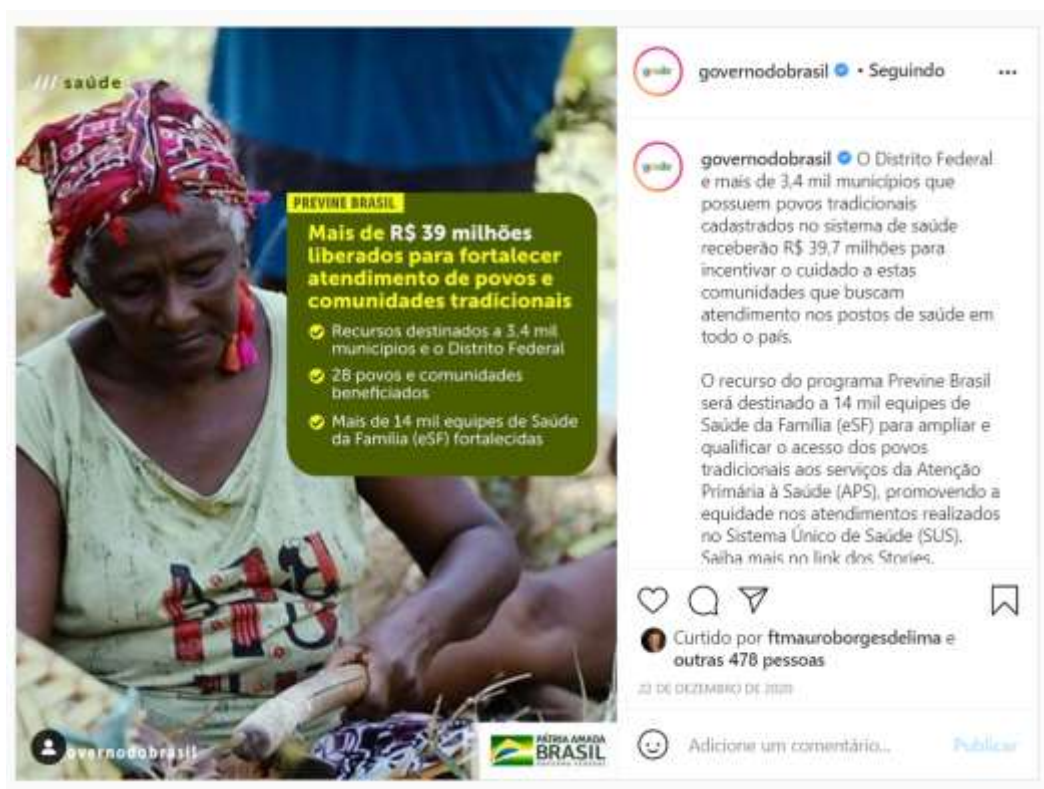 /// saúde
PREVINE BRASIL
Mais de R$ 39 milhões
liberados para fortalecer
atendimento de povos e
comunidades tradicionais
Recursos destinados a 3,4 mil
municípios e o Distrito Federal
28 povos e comunidades
beneficiados
Mais de 14 mil equipes de Saúde
da Família (eSF) fortalecidas
overnodobrasil
PÁTRIA AMADA
BRASIL
GOVERNO FEDERAL
governodobrasil • Seguindo
governodobrasil O Distrito Federal
e mais de 3,4 mil municípios que
possuem povos tradicionais
cadastrados no sistema de saúde
receberão R$ 39,7 milhões para
incentivar o cuidado a estas
comunidades que buscam
atendimento nos postos de saúde em
todo o país.
O recurso do programa Previne Brasil
será destinado a 14 mil equipes de
Saúde da Família (eSF) para ampliar e
qualificar o acesso dos povos
tradicionais aos serviços da Atenção
Primária à Saúde (APS), promovendo a
equidade nos atendimentos realizados
no Sistema Único de Saúde (SUS).
Saiba mais no link dos Stories.
Curtido por ftmauroborgesdelima e
outras 478 pessoas
22 DE DEZEMBRO DE 2020
Adicione um comentário...
Publicar